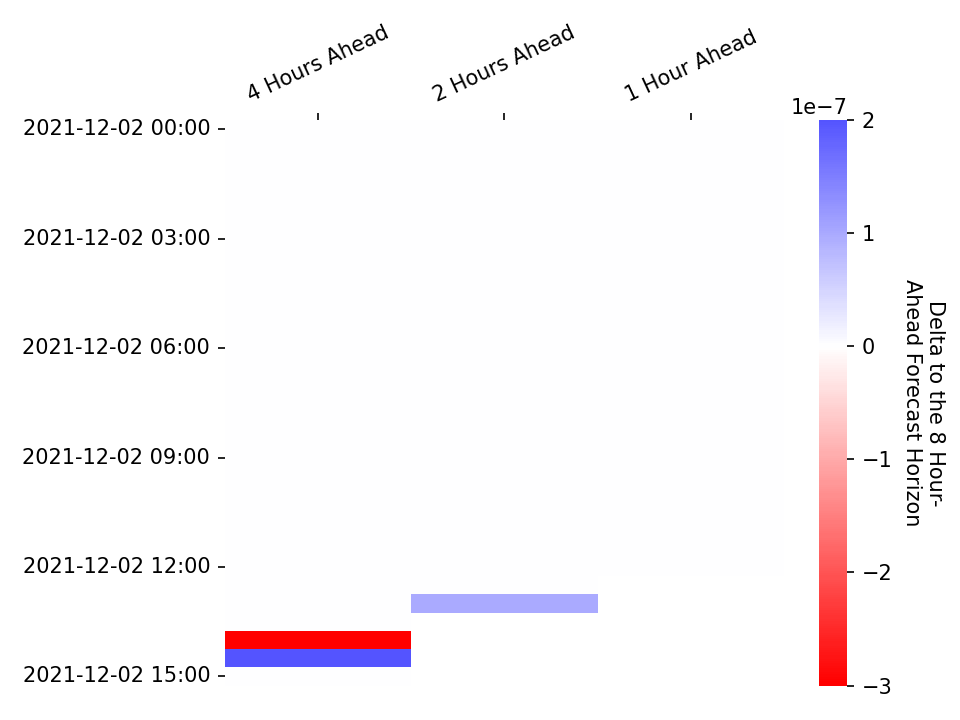 4 Hours Ahead
2 Hours Ahead
1 Hour Ahead
2021-12-02 00:00
2021-12-02 03:00
2021-12-02 06:00
2021-12-02 09:00
2021-12-02 12:00
2021-12-02 15:00
1e−7
2
1
0
−1
−2
−3
Delta to the 8 Hour-
Ahead Forecast Horizon